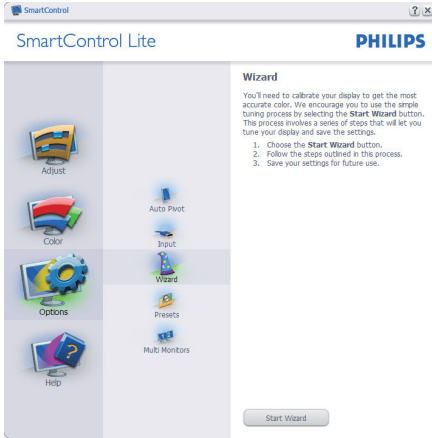 SmartControl
? X
SmartControl Lite
PHILIPS
Adjust
Color
Options
Help
Auto Pivot
Input
Wizard
Presets
1 2
Multi Monitors
Wizard
You'll need to calibrate your display to get the most
accurate color. We encourage you to use the simple
tuning process by selecting the Start Wizard button.
This process involves a series of steps that will let you
tune your display and save the settings.
1. Choose the Start Wizard button.
2. Follow the steps outlined in this process.
3. Save your settings for future use.
Start Wizard